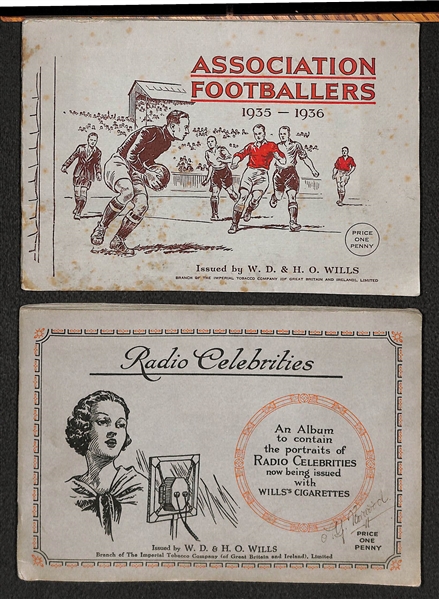 ASSOCIATION
FOOTBALLERS
1935 – 1936
PRICE
ONE
PENNY
Issued by W. D. & H. O. WILLS
BRANCH OF THE IMPERIAL TOBACCO COMPANY (OF GREAT BRITAIN AND IRELAND), LIMITED
Radio Celebrities
An Album
to contain
the portraits of
RADIO CELEBRITIES
now being issued
with
WILLS'S CIGARETTES
PRICE
ONE
PENNY
Issued by W. D. & H. O. WILLS
Branch of The Imperial Tobacco Company (of Great Britain and Ireland), Limited